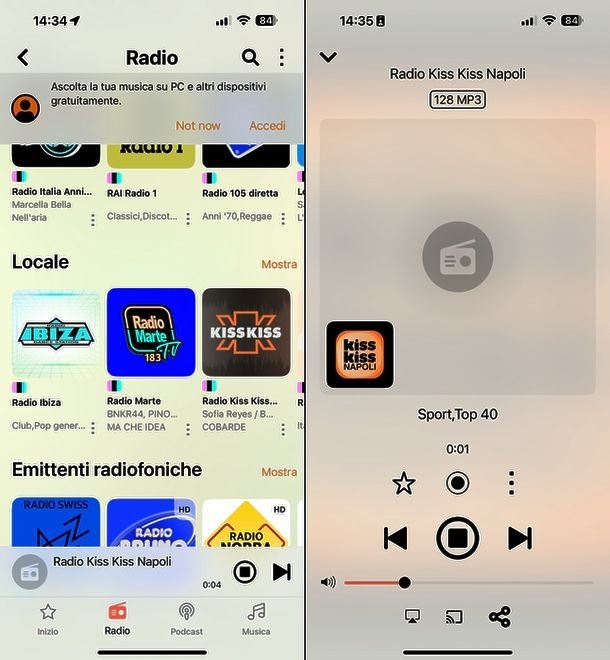 14:34
84
Radio
Ascolta la tua musica su PC e altri dispositivi
gratuitamente.
Not now
Accedi
Radio 1
Radio Italia Anni...
Marcella Bella
Nell'aria
RAI Radio 1
Classici,Discot...
Radio 105 diretta
Anni '70,Reggae
Locale
Mostra
IBIZA
Radio
Marte
TV
183
KISS KISS
Radio Ibiza
Club,Pop gener...
Radio Marte
BNKR44, PINO...
MA CHE IDEA
Radio Kiss Kiss...
Sofia Reyes / B...
COBARDE
Emittenti radiofoniche
Mostra
RADIO SWISS
HD
RADIO
BRUNO
HD
RADIO
NORBA
Radio Kiss Kiss Napoli
0:04
Inizio
Radio
Podcast
Musica
14:35
84
Radio Kiss Kiss Napoli
128 MP3
kiss
kiss
NAPOLI
Sport,Top 40
0:01